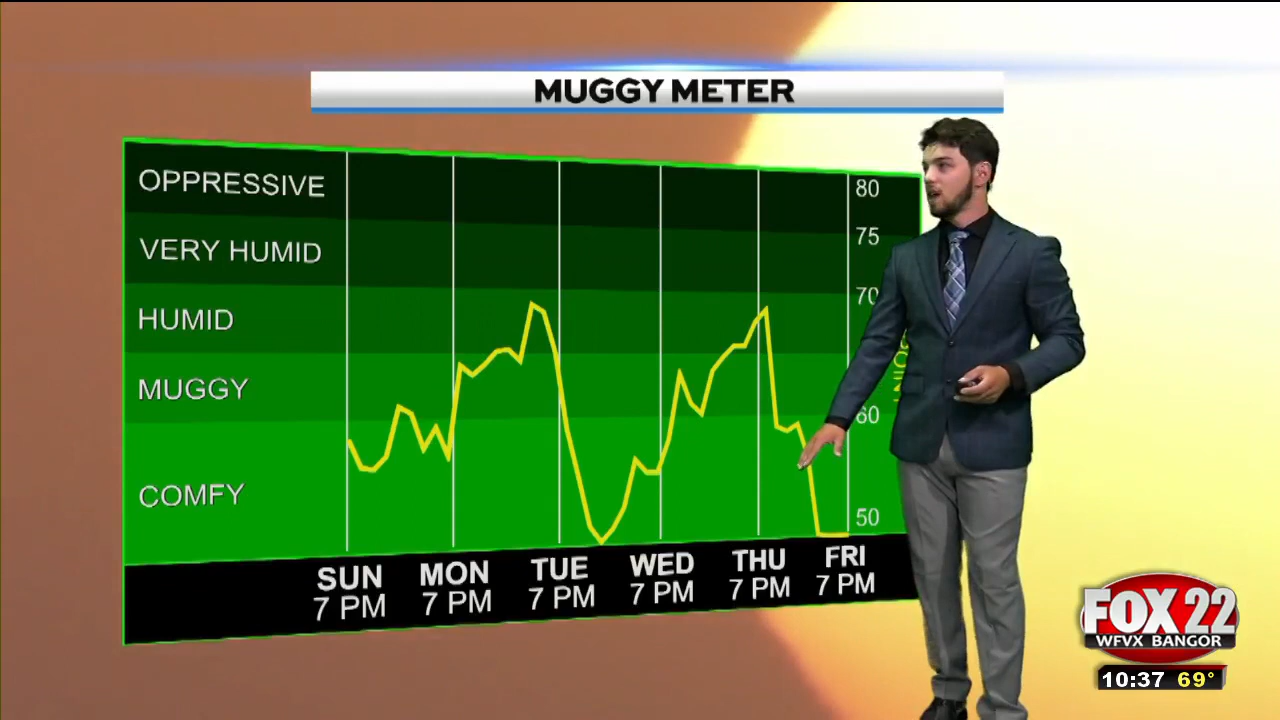 MUGGY METER
OPPRESSIVE
VERY HUMID
HUMID
MUGGY
COMFY
80
75
70
60
50
SUN MON TUE WED THU FRI
7 PM 7 PM 7 PM 7 PM 7 PM 7 PM
FOX 22
WFVX BANGOR
10:37 69°